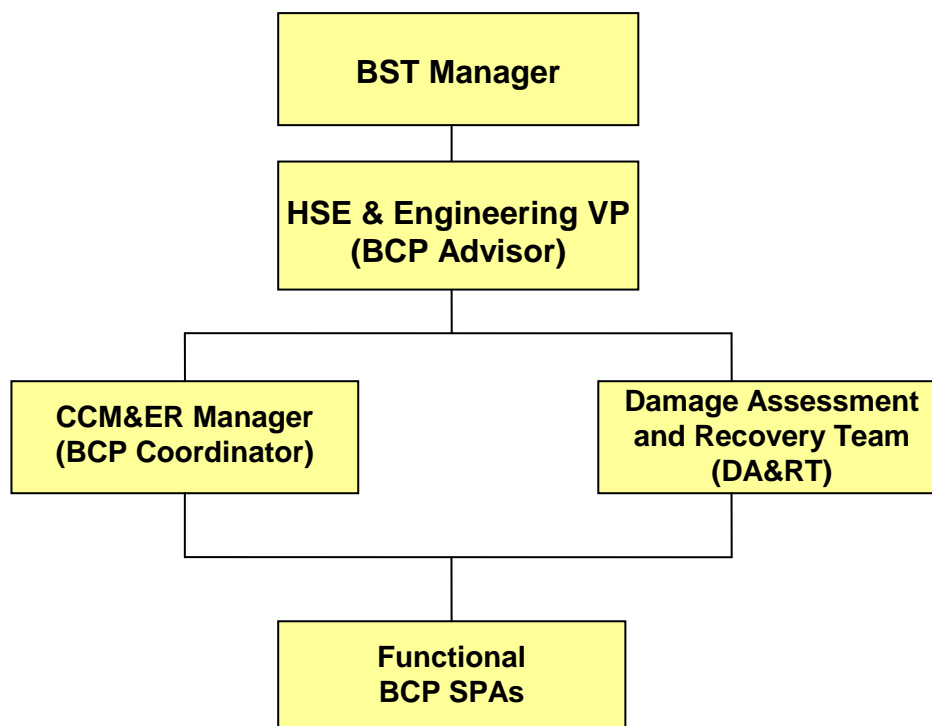 BST Manager
HSE & Engineering VP
(BCP Advisor)
CCM&ER Manager
(BCP Coordinator)
Damage Assessment
and Recovery Team
(DA&RT)
Functional
BCP SPAs